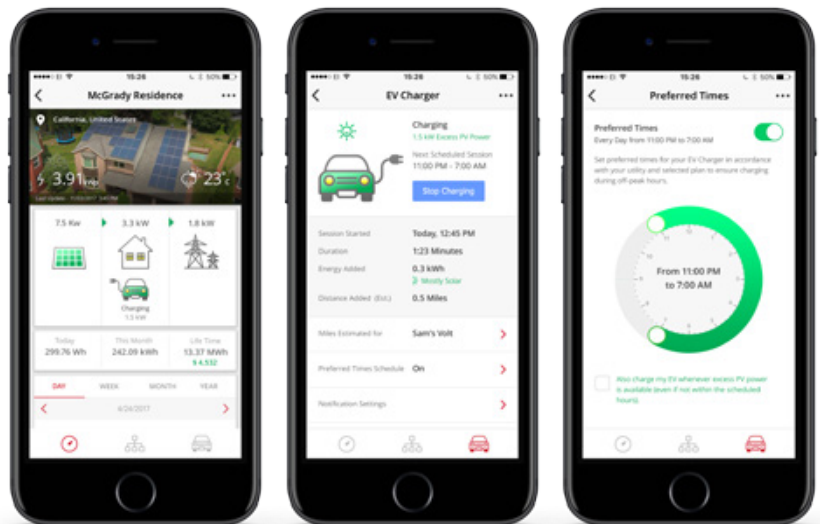 15:26
50%
McGrady Residence
California, United States
3.91
23°c
7.5 Kw
3.3 kW
1.8 kW
Charging
1.5 kW
Today
This Month
Life Time
299.76 Wh
242.09 kWh
13.37 MWh
$ 4,532
DAY
WEEK
MONTH
YEAR
4/24/2017
15:26
50%
EV Charger
Charging
1.5 kW Excess PV Power
Next Scheduled Session
11:00 PM - 7:00 AM
Stop Charging
Session Started Today, 12:45 PM
Duration 1:23 Minutes
Energy Added 0.3 kWh
Mostly Solar
Distance Added (Est.) 0.5 Miles
Miles Estimated for Sam's Volt
Preferred Times Schedule On
Notification Settings
15:26
50%
Preferred Times
Preferred Times
Every Day from 11:00 PM to 7:00 AM
Set preferred times for your EV Charger in accordance
with your utility and selected plan to ensure charging
during off-peak hours.
From 11:00 PM
to 7:00 AM
Also charge my EV whenever excess PV power
is available (even if not within the scheduled
hours).